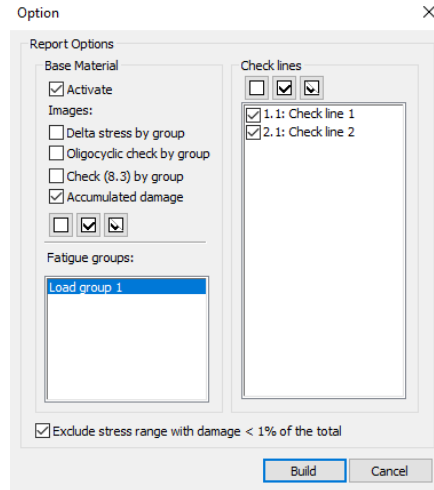 Option
Report Options
Base Material
Activate
Images:
Delta stress by group
Oligocyclic check by group
Check (8.3) by group
Accumulated damage
Fatigue groups:
Load group 1
Check lines
1.1: Check line 1
2.1: Check line 2
Exclude stress range with damage < 1% of the total
Build
Cancel